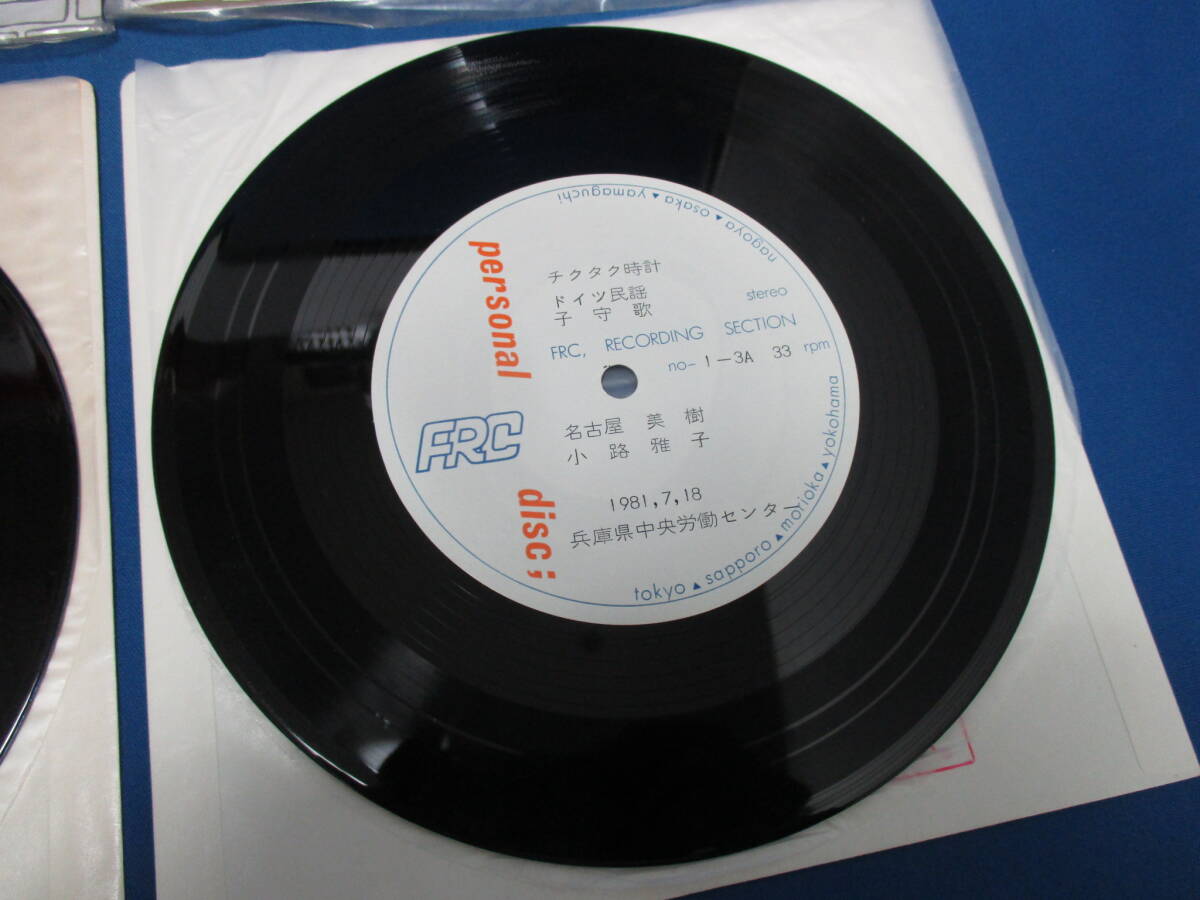 チクタク時計
ドイツ民謡
子守歌
stereo
FRC, RECORDING SECTION
no- 1-3A 33 rpm
名古屋 美樹
小路 雅子
1981,7,18
兵庫県中央労働センター
personal
FRC
disc;
tokyo ▲ sapporo ▲ morioka ▲ yokohama
nagoya ▲ osaka ▲ yamaguchi